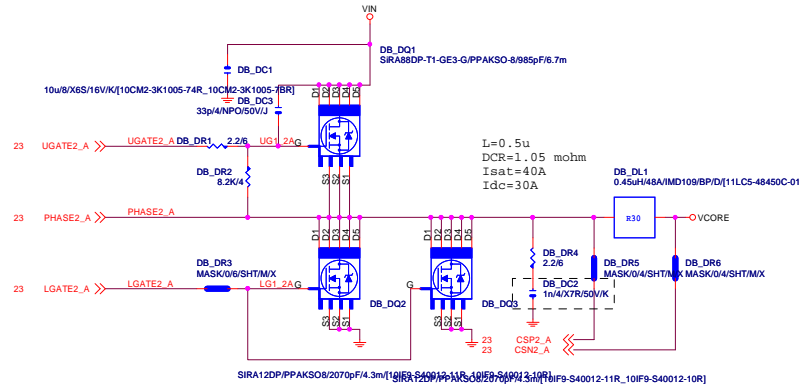 VIN
DB_DQ1
SiRA88DP-T1-GE3-G/PPAKSO-8/985pF/6.7m
DB_DC1
10u/8/X6S/16V/K/[10CM2-3K1005-74R_10CM2-3K1005-7BR]
DB_DC3
33p/4/NPO/50V/J
D1 D2 D3 D4 D5
23 UGATE2_A UGATE2_A DB_DR1 2.2/6 UG1_2A G
DB_DR2
8.2K/4
S3 S2 S1
L=0.5u
DCR=1.05 mohm
Isat=40A
Idc=30A
DB_DL1
0.45uH/48A/IMD109/BP/D/[11LC5-48450C-01
23 PHASE2_A PHASE2_A
R30
VCORE
D1 D2 D3 D4 D5
D1 D2 D3 D4 D5
DB_DR3
MASK/0/6/SHT/M/X
DB_DR4
2.2/6
DB_DR5
MASK/0/4/SHT/M/X
DB_DR6
MASK/0/4/SHT/M/X
23 LGATE2_A LGATE2_A LG1_2A G
G
DB_DC2
1n/4/X7R/50V/K
DB_DQ2
DB_DQ3
S3 S2 S1
S3 S2 S1
23 CSP2_A
23 CSN2_A
SIRA12DP/PPAKSO8/2070pF/4.3m/[10IF9-S40012-11R_10IF9-S40012-10R]
SIRA12DP/PPAKSO8/2070pF/4.3m/[10IF9-S40012-11R_10IF9-S40012-10R]